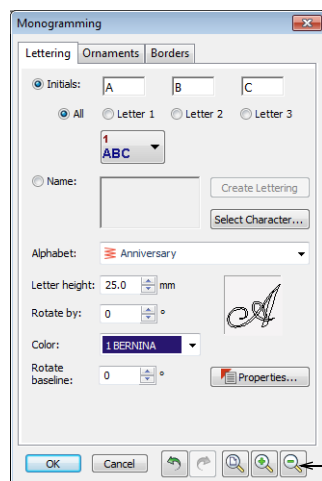 Monogramming
Lettering Ornaments Borders
Initials: A B C
All Letter 1 Letter 2 Letter 3
1
ABC
Name: Create Lettering
Select Character...
Alphabet: Anniversary
Letter height: 25.0 mm
A
Rotate by: 0 °
Color: 1 BERNINA
Rotate
baseline: 0 ° Properties...
OK Cancel